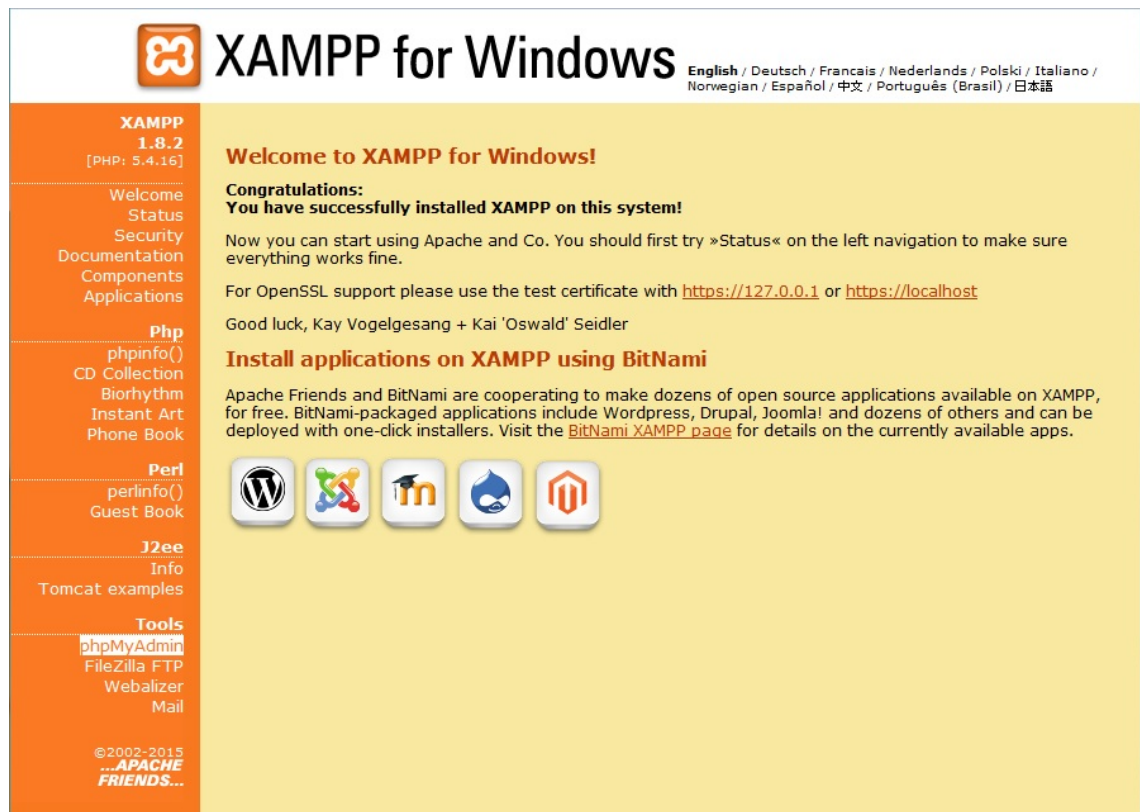 XAMPP for Windows
English / Deutsch / Francais / Nederlands / Polski / Italiano /
Norwegian / Español / 中文 / Português (Brasil) / 日本語
XAMPP
1.8.2
[PHP: 5.4.16]
Welcome
Status
Security
Documentation
Components
Applications
Php
phpinfo()
CD Collection
Biorhythm
Instant Art
Phone Book
Perl
perlinfo()
Guest Book
J2ee
Info
Tomcat examples
Tools
phpMyAdmin
FileZilla FTP
Webalizer
Mail
©2002-2015
...APACHE
FRIENDS...
Welcome to XAMPP for Windows!
Congratulations:
You have successfully installed XAMPP on this system!
Now you can start using Apache and Co. You should first try »Status« on the left navigation to make sure
everything works fine.
For OpenSSL support please use the test certificate with https://127.0.0.1 or https://localhost
Good luck, Kay Vogelgesang + Kai 'Oswald' Seidler
Install applications on XAMPP using BitNami
Apache Friends and BitNami are cooperating to make dozens of open source applications available on XAMPP,
for free. BitNami-packaged applications include Wordpress, Drupal, Joomla! and dozens of others and can be
deployed with one-click installers. Visit the BitNami XAMPP page for details on the currently available apps.